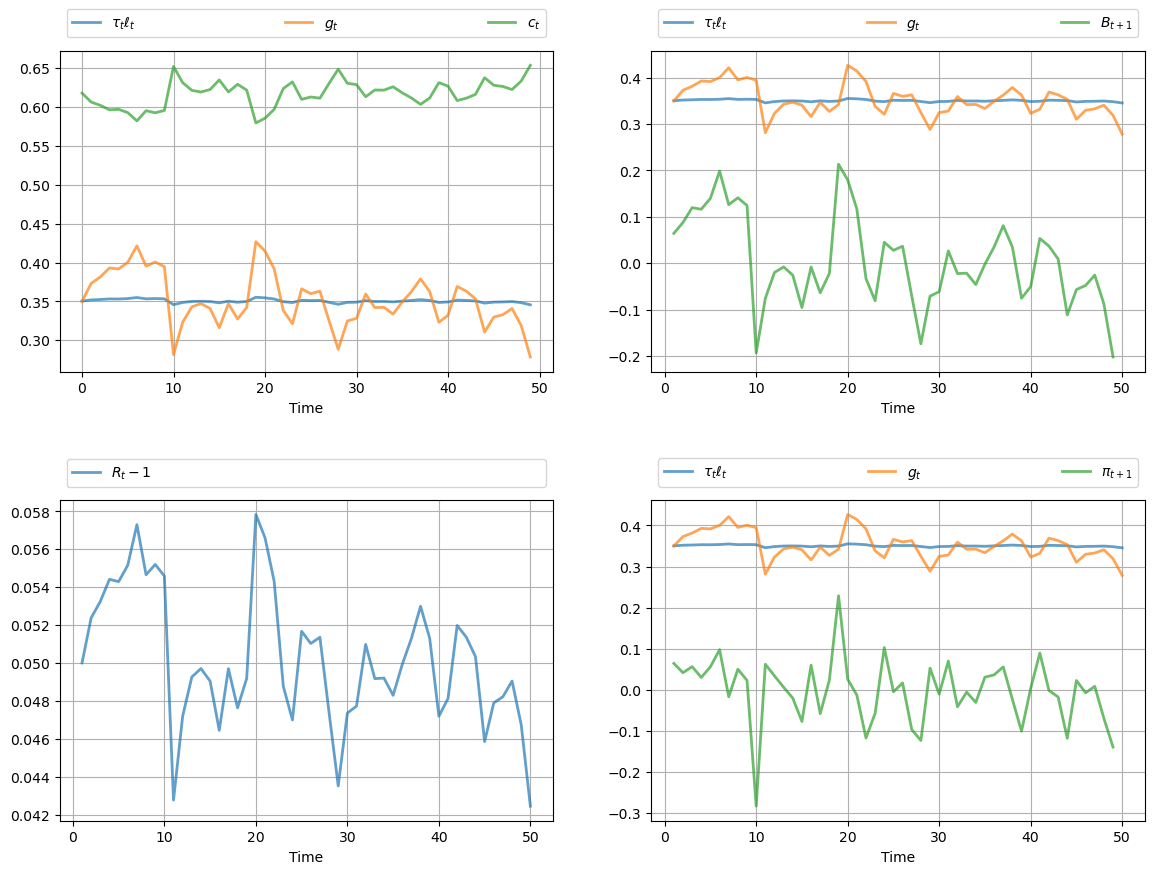 τₜℓₜ gₜ cₜ
0.65
0.60
0.55
0.50
0.45
0.40
0.35
0.30
0 10 20 30 40 50
Time
τₜℓₜ gₜ Bₜ₊₁
0.4
0.3
0.2
0.1
0.0
−0.1
−0.2
0 10 20 30 40 50
Time
Rₜ − 1
0.058
0.056
0.054
0.052
0.050
0.048
0.046
0.044
0.042
0 10 20 30 40 50
Time
τₜℓₜ gₜ πₜ₊₁
0.4
0.3
0.2
0.1
0.0
−0.1
−0.2
−0.3
0 10 20 30 40 50
Time